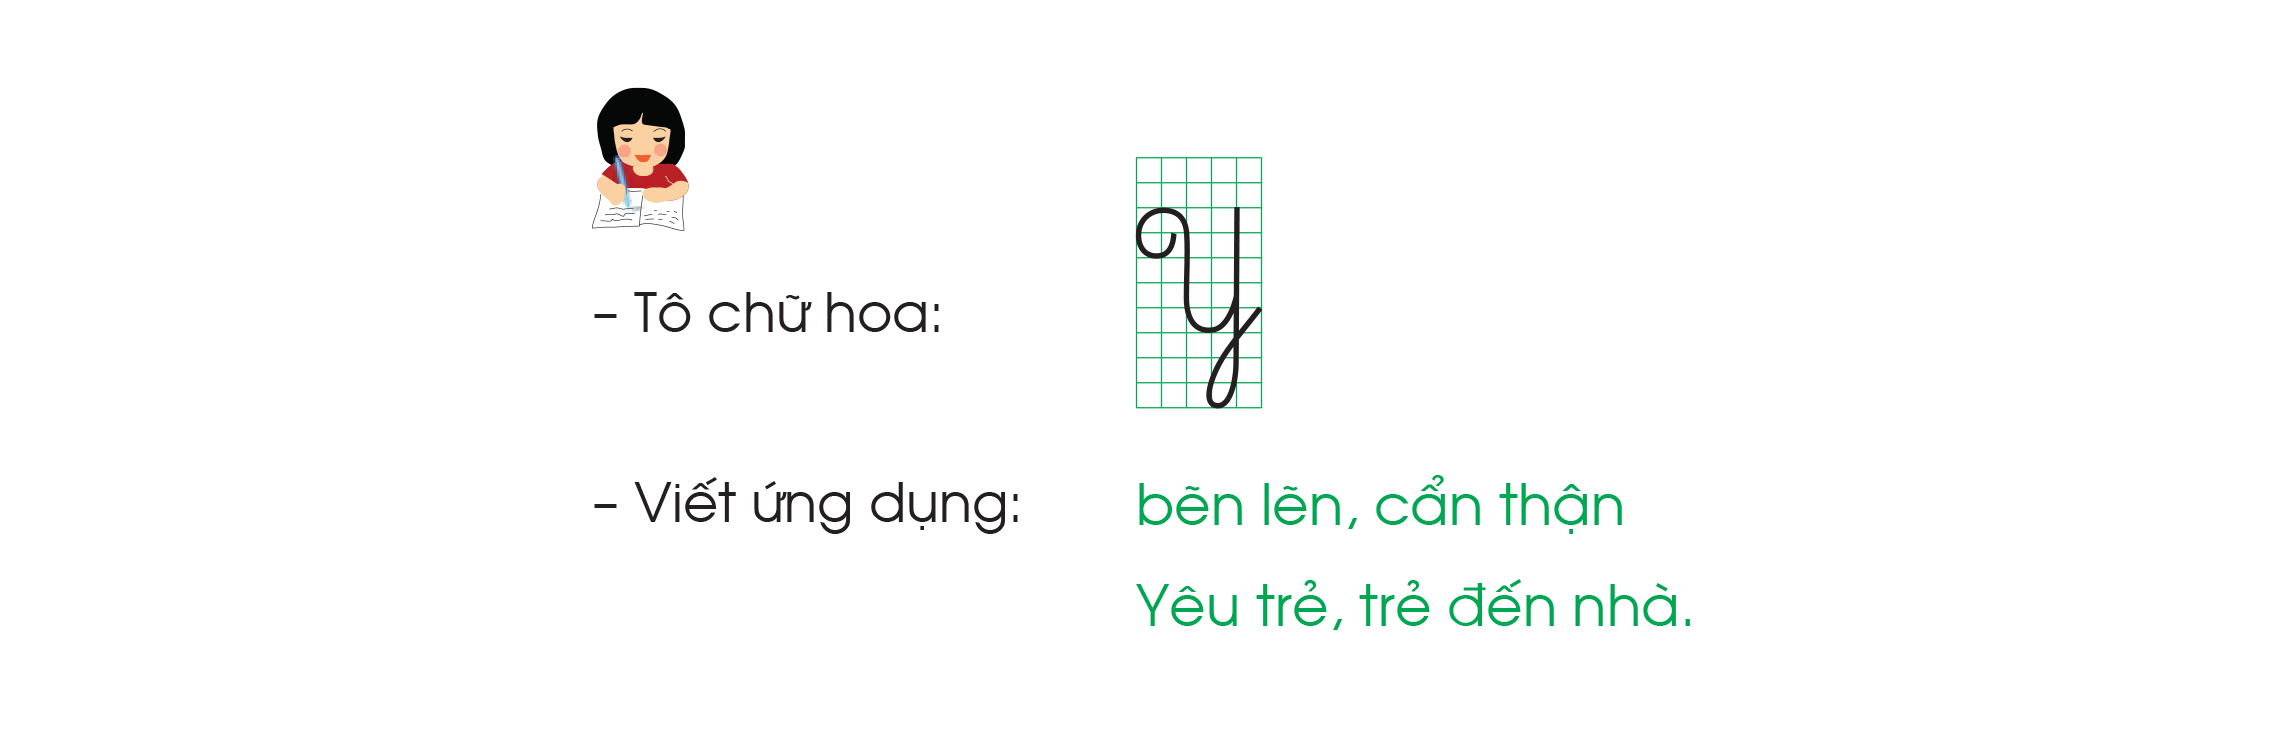 – Tô chữ hoa: Y
– Viết ứng dụng: bẽn lẽn, cẩn thận
Yêu trẻ, trẻ đến nhà.